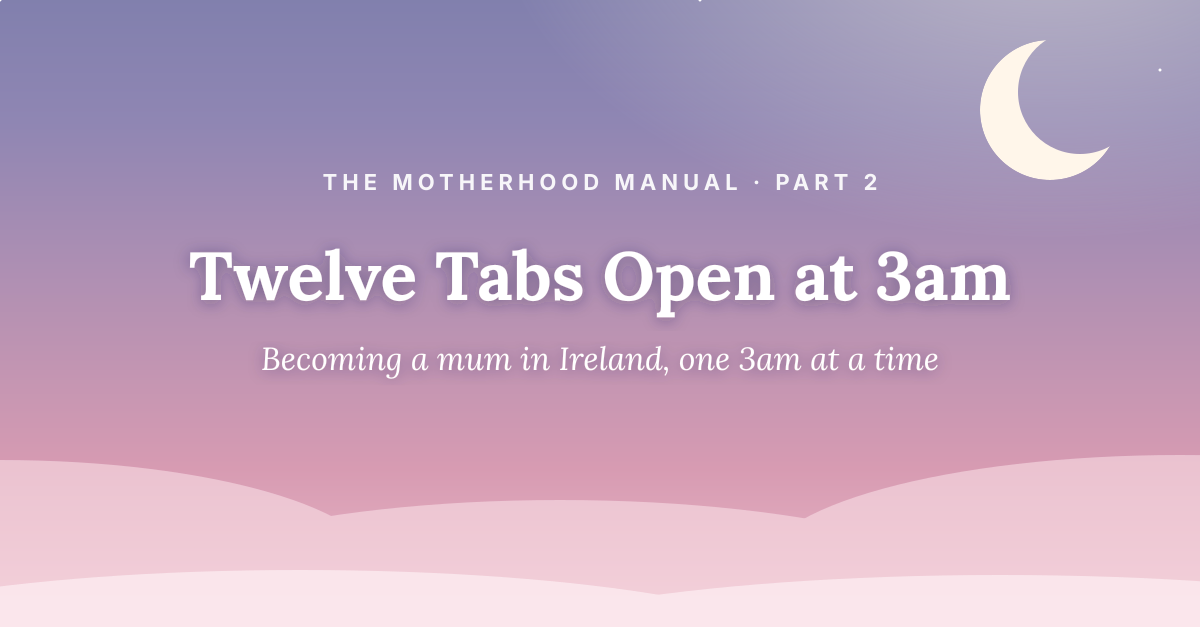 THE MOTHERHOOD MANUAL · PART 2
Twelve Tabs Open at 3am
Becoming a mum in Ireland, one 3am at a time